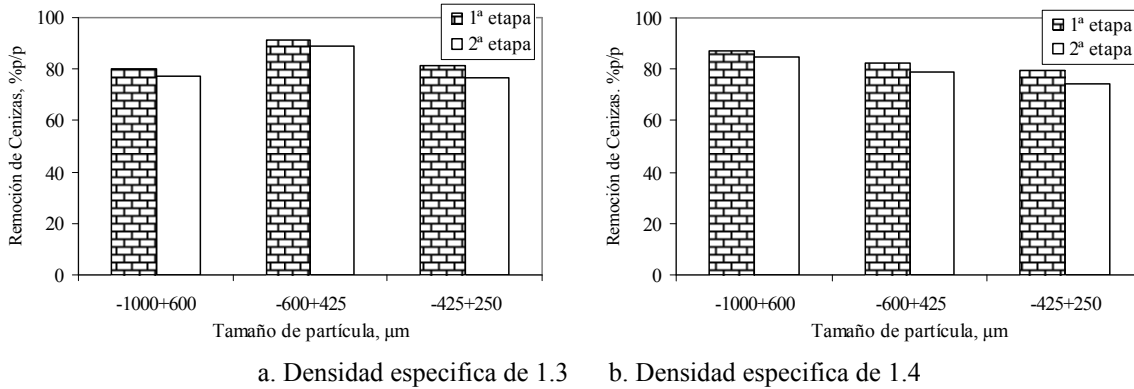 100
80
60
40
20
0
Remoción de Cenizas, %p/p
1ª etapa
2ª etapa
-1000+600 -600+425 -425+250
Tamaño de partícula, µm
100
80
60
40
20
0
Remoción de Cenizas. %p/p
1ª etapa
2ª etapa
-1000+600 -600+425 -425+250
Tamaño de partícula, µm
a. Densidad especifica de 1.3 b. Densidad especifica de 1.4